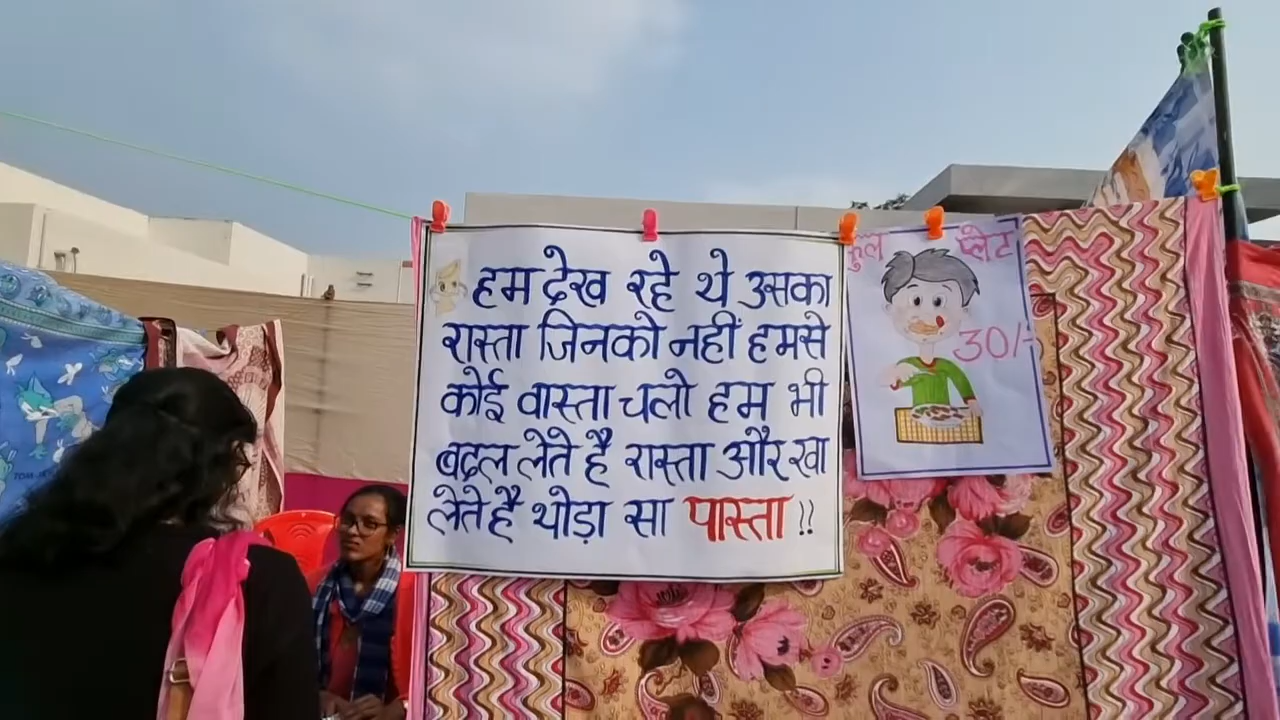 हम देख रहे थे उसका
रास्ता जिनको नहीं हमसे
कोई वास्ता चलो हम भी
बदल लेते है रास्ता और खा
लेते है थोड़ा सा पास्ता !!
फुल प्लेट
30/-